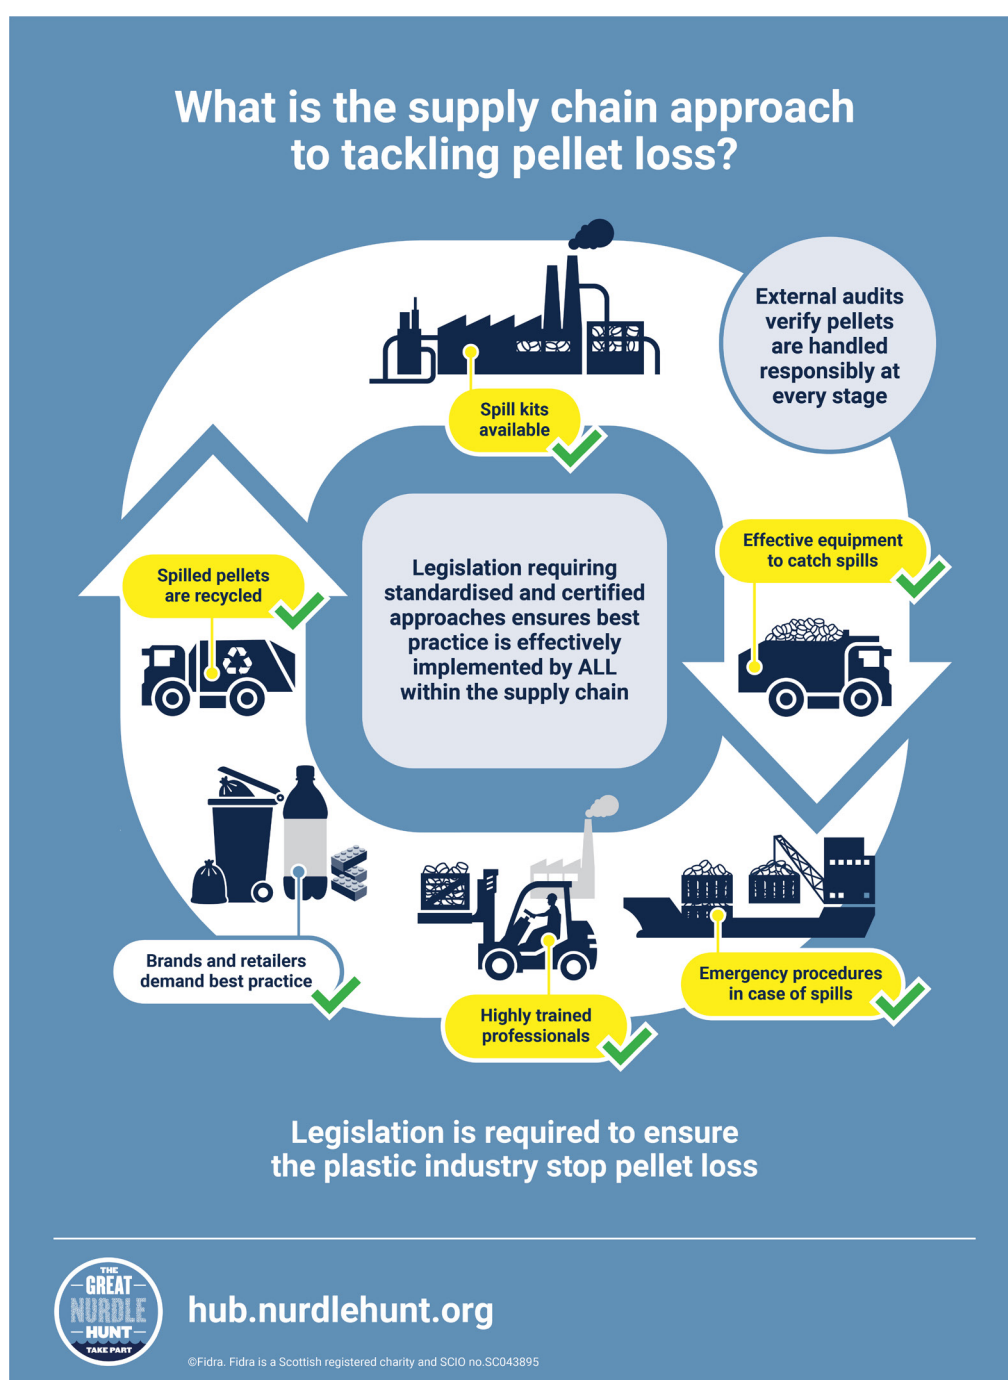 What is the supply chain approach
to tackling pellet loss?
External audits
verify pellets
are handled
responsibly at
every stage
Spill kits
available
Effective equipment
to catch spills
Spilled pellets
are recycled
Legislation requiring
standardised and certified
approaches ensures best
practice is effectively
implemented by ALL
within the supply chain
Brands and retailers
demand best practice
Highly trained
professionals
Emergency procedures
in case of spills
Legislation is required to ensure
the plastic industry stop pellet loss
THE
GREAT
NURDLE
HUNT
TAKE PART
hub.nurdlehunt.org
©Fidra. Fidra is a Scottish registered charity and SCIO no.SC043895